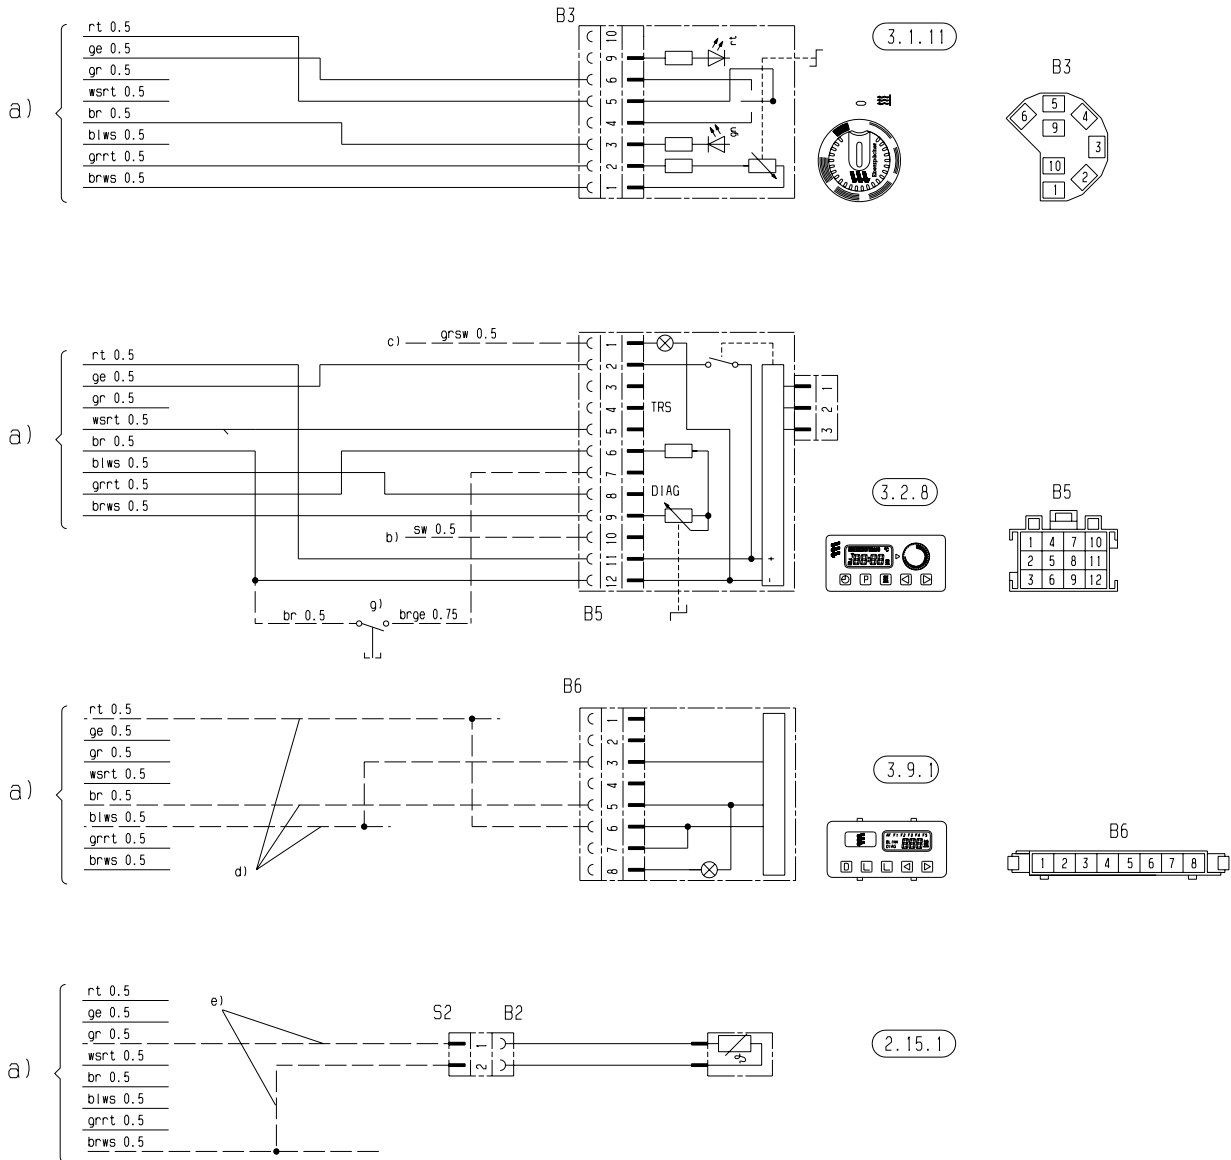 B3
a)
rt 0.5
ge 0.5
gr 0.5
wsrt 0.5
br 0.5
blws 0.5
grrt 0.5
brws 0.5
10
9
6
5
4
3
2
1
rt
gr
3.1.11
B3
5
6
4
9
3
10
2
1
a)
rt 0.5
ge 0.5
gr 0.5
wsrt 0.5
br 0.5
blws 0.5
grrt 0.5
brws 0.5
c)
grsw 0.5
b)
sw 0.5
br 0.5
g)
brge 0.75
1
2
3
4
5
6
7
8
9
10
11
12
TRS
DIAG
+
-
1
2
3
B5
3.2.8
P
B5
1 4 7 10
2 5 8 11
3 6 9 12
B6
a)
rt 0.5
ge 0.5
gr 0.5
wsrt 0.5
br 0.5
blws 0.5
grrt 0.5
brws 0.5
d)
1
2
3
4
5
6
7
8
3.9.1
AF F1 F2 F3 F4 F5
DIAG
D L L
B6
1 2 3 4 5 6 7 8
a)
rt 0.5
ge 0.5
gr 0.5
wsrt 0.5
br 0.5
blws 0.5
grrt 0.5
brws 0.5
e)
S2
B2
1
2
ϑ
2.15.1